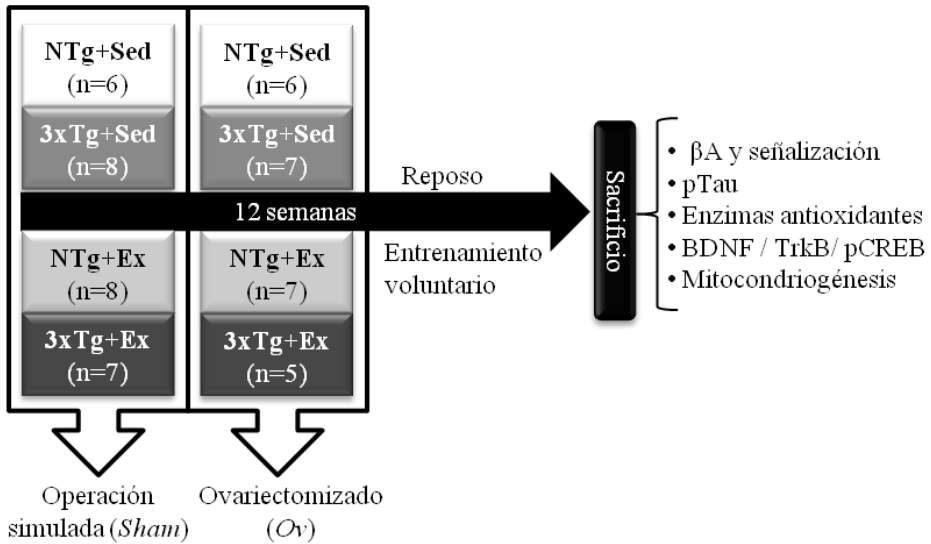 NTg+Sed
(n=6)
3xTg+Sed
(n=8)
NTg+Sed
(n=6)
3xTg+Sed
(n=7)
12 semanas
NTg+Ex
(n=8)
3xTg+Ex
(n=7)
NTg+Ex
(n=7)
3xTg+Ex
(n=5)
Reposo
Entrenamiento
voluntario
Sacrificio
• βA y señalización
• pTau
• Enzimas antioxidantes
• BDNF / TrkB/ pCREB
• Mitocondriogénesis
Operación
simulada (Sham)
Ovariectomizado
(Ov)